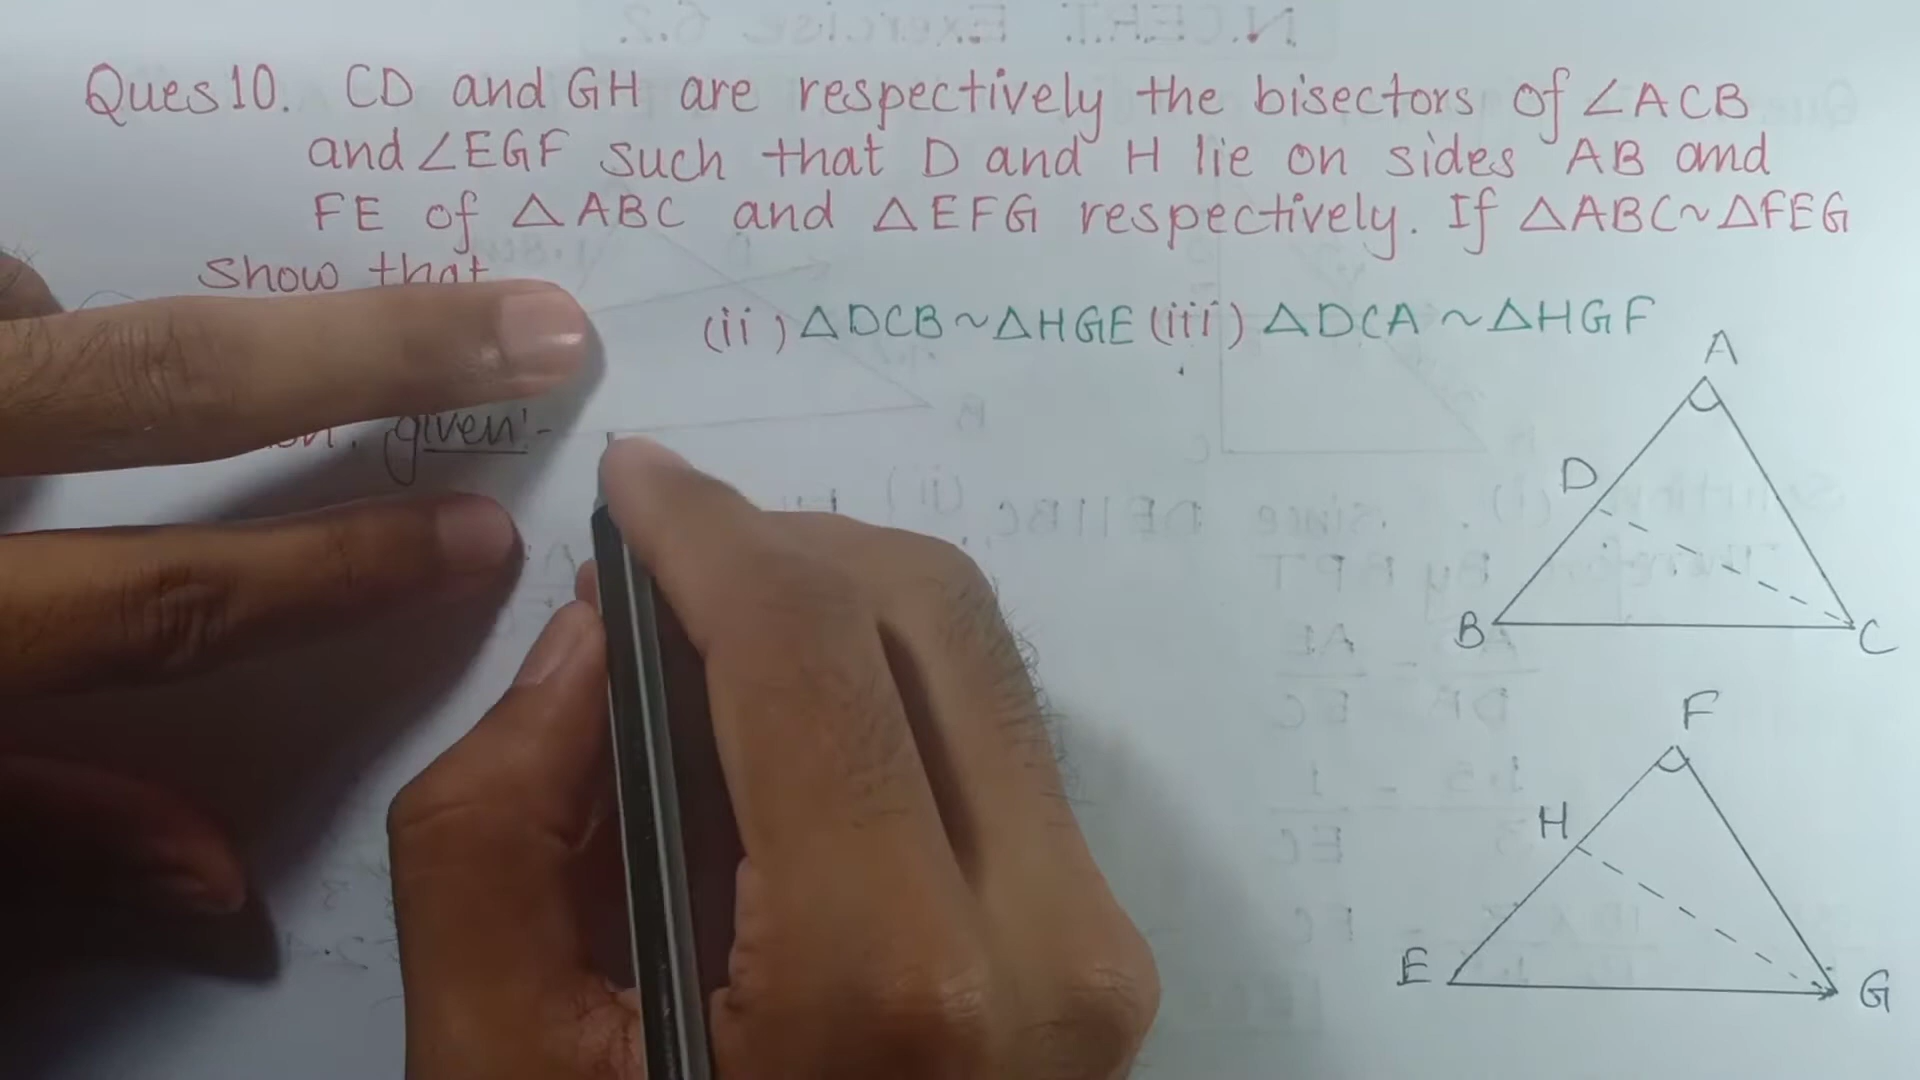 Ques 10. CD and GH are respectively the bisectors of ∠ACB
and ∠EGF such that D and H lie on sides AB and
FE of △ABC and △EFG respectively. If △ABC ~ △FEG
show that
(ii) △DCB ~ △HGE (iii) △DCA ~ △HGF
given:-
A
D
B
C
F
H
E
G